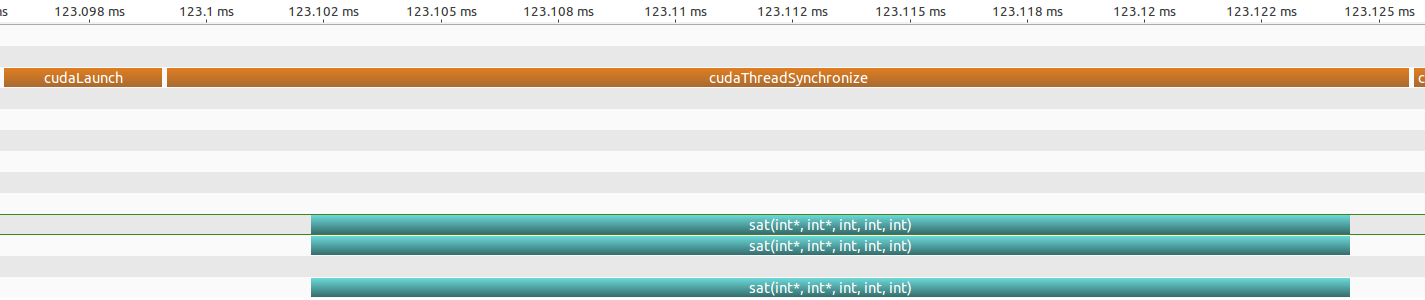 ms 123.098 ms 123.1 ms 123.102 ms 123.105 ms 123.108 ms 123.11 ms 123.112 ms 123.115 ms 123.118 ms 123.12 ms 123.122 ms 123.125 ms
cudaLaunch cudaThreadSynchronize c
sat(int*, int*, int, int, int)
sat(int*, int*, int, int, int)
sat(int*, int*, int, int, int)